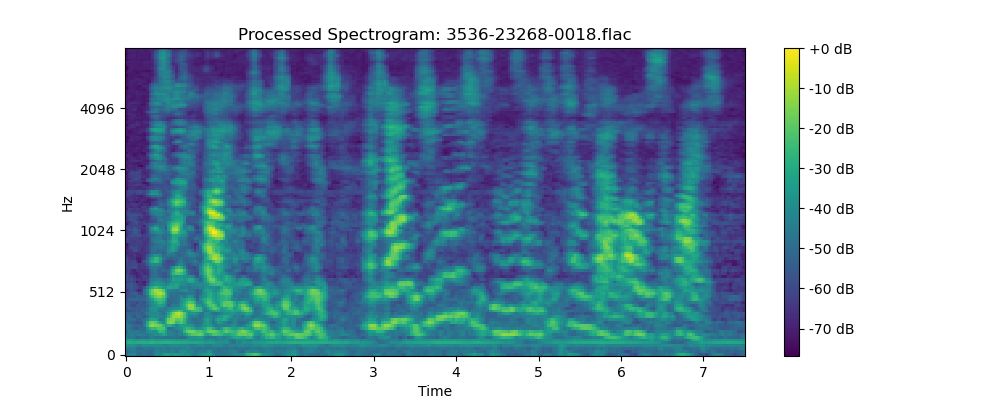 Processed Spectrogram: 3536-23268-0018.flac
+0 dB
4096
-10 dB
-20 dB
2048
-30 dB
Hz
1024
-40 dB
-50 dB
512
-60 dB
-70 dB
0
0 1 2 3 4 5 6 7
Time